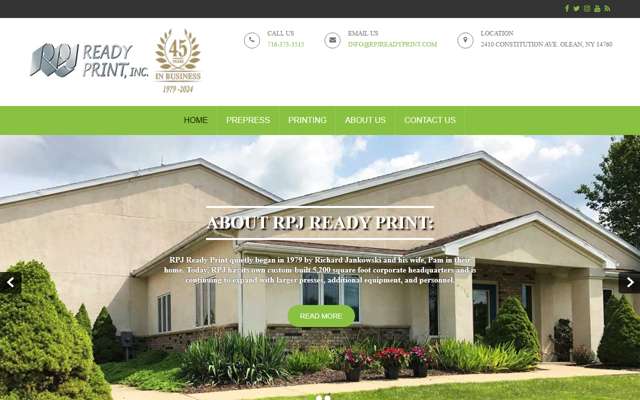 CALL US
EMAIL US
INFO@RPJREADYPRINT.COM
LOCATION
2410 CONSTITUTION AVE OLEAN, NY 14760
RPJ READY PRINT, INC.
45
YEARS
IN BUSINESS
1979 - 2024
HOME PREPRESS PRINTING ABOUT US CONTACT US
ABOUT RPJ READY PRINT:
RPJ Ready Print quietly began in 1979 by Richard Jankowski and his wife, Pam in their
home. Today, RPJ has its own custom-built 5,700 square foot corporate headquarters and is
continuing to expand with larger presses, additional equipment, and personnel.
READ MORE